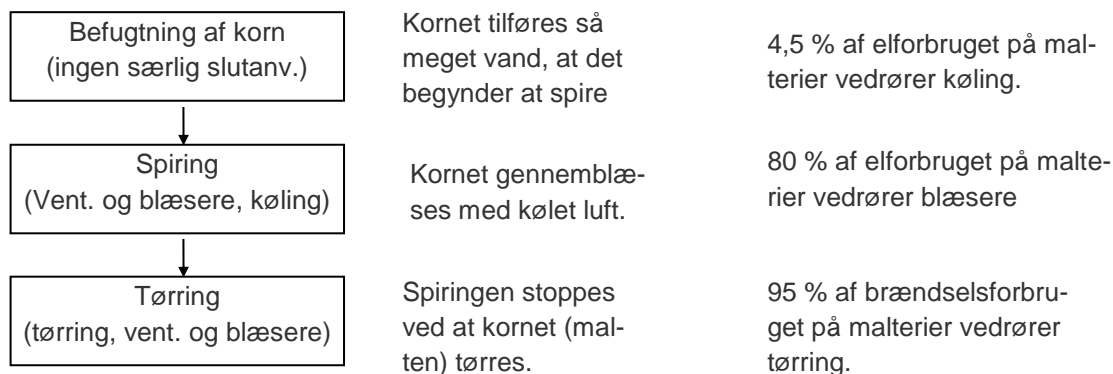 Befugtning af korn
(ingen særlig slutanv.)
Kornet tilføres så
meget vand, at det
begynder at spire
4,5 % af elforbruget på mal-
terier vedrører køling.
Spiring
(Vent. og blæsere, køling)
Kornet gennemblæ-
ses med kølet luft.
80 % af elforbruget på malte-
rier vedrører blæsere
Tørring
(tørring, vent. og blæsere)
Spiringen stoppes
ved at kornet (mal-
ten) tørres.
95 % af brændselsforbru-
get på malterier vedrører
tørring.